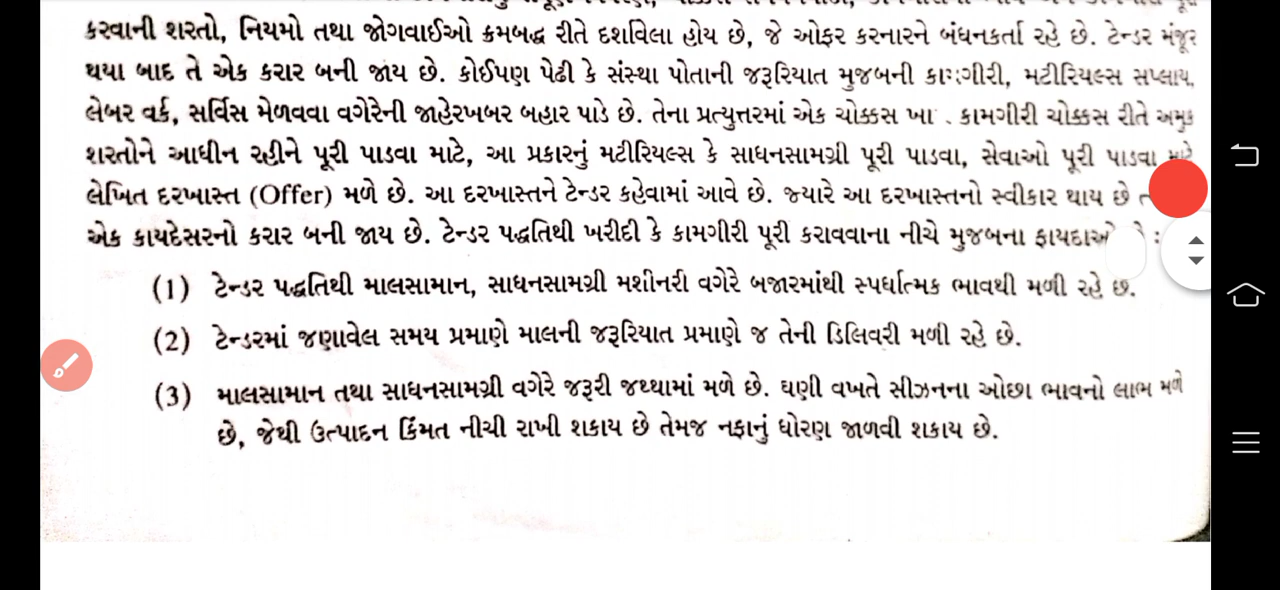 કરવાની શરતો, નિયમો તથા જોગવાઈઓ ક્રમબદ્ધ રીતે દર્શાવેલા હોય છે, જે ઓફર કરનારને બંધનકર્તા રહે છે. ટેન્ડર મંજૂર
થયા બાદ તે એક કરાર બની જાય છે. કોઈપણ પેઢી કે સંસ્થા પોતાની જરૂરિયાત મુજબની કામગીરી, મટીરિયલ્સ સપ્લાય,
લેબર વર્ક, સર્વિસ મેળવવા વગેરેની જાહેરખબર બહાર પાડે છે. તેના પ્રત્યુત્તરમાં એક ચોક્કસ કામગીરી ચોક્કસ રીતે અમુક
શરતોને આધીન રહીને પૂરી પાડવા માટે, આ પ્રકારનું મટીરિયલ્સ કે સાધનસામગ્રી પૂરી પાડવા, સેવાઓ પૂરી પાડવા માટે
લેખિત દરખાસ્ત (Offer) મળે છે. આ દરખાસ્તને ટેન્ડર કહેવામાં આવે છે. જ્યારે આ દરખાસ્તનો સ્વીકાર થાય છે
એક કાયદેસરનો કરાર બની જાય છે. ટેન્ડર પદ્ધતિથી ખરીદી કે કામગીરી પૂરી કરાવવાના નીચે મુજબના ફાયદાઓ :
(1) ટેન્ડર પદ્ધતિથી માલસામાન, સાધનસામગ્રી મશીનરી વગેરે બજારમાંથી સ્પર્ધાત્મક ભાવથી મળી રહે છે.
(2) ટેન્ડરમાં જણાવેલ સમય પ્રમાણે માલની જરૂરિયાત પ્રમાણે જ તેની ડિલિવરી મળી રહે છે.
(3) માલસામાન તથા સાધનસામગ્રી વગેરે જરૂરી જથ્થામાં મળે છે. ઘણી વખતે સીઝનના ઓછા ભાવનો લાભ મળે
છે, જેથી ઉત્પાદન કિંમત નીચી રાખી શકાય છે તેમજ નફાનું ધોરણ જાળવી શકાય છે.